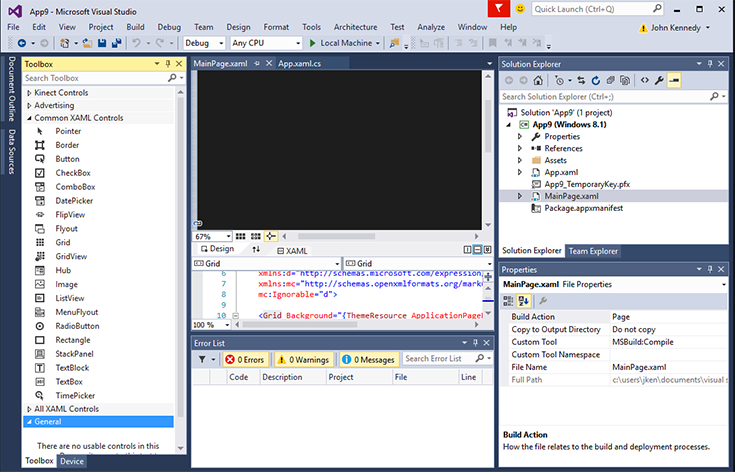 App9 - Microsoft Visual Studio
Quick Launch (Ctrl+Q)
File Edit View Project Build Debug Team Design Format Tools Architecture Test Analyze Window Help
John Kennedy
Debug Any CPU Local Machine
Document Outline
Data Sources
Toolbox
Search Toolbox
Kinect Controls
Advertising
Common XAML Controls
Pointer
Border
Button
CheckBox
ComboBox
DatePicker
FlipView
Flyout
Grid
GridView
Hub
Image
ListView
MenuFlyout
RadioButton
Rectangle
StackPanel
TextBlock
TextBox
TimePicker
All XAML Controls
General
There are no usable controls in this
Toolbox Device
MainPage.xaml App.xaml.cs
67%
Design XAML
Grid Grid
6 xmlns:d="http://schemas.microsoft.com/expression,
7 xmlns:mc="http://schemas.openxmlformats.org/mark
8 mc:Ignorable="d">
9
10 <Grid Background="{ThemeResource ApplicationPage
100 %
Error List
0 Errors 0 Warnings 0 Messages Search Error List
Code Description Project File Line
Solution Explorer
Search Solution Explorer (Ctrl+;)
Solution 'App9' (1 project)
App9 (Windows 8.1)
Properties
References
Assets
App.xaml
App9_TemporaryKey.pfx
MainPage.xaml
Package.appxmanifest
Solution Explorer Team Explorer
Properties
MainPage.xaml File Properties
Build Action Page
Copy to Output Directory Do not copy
Custom Tool MSBuild:Compile
Custom Tool Namespace
File Name MainPage.xaml
Full Path c:\users\jken\documents\visual s
Build Action
How the file relates to the build and deployment processes.